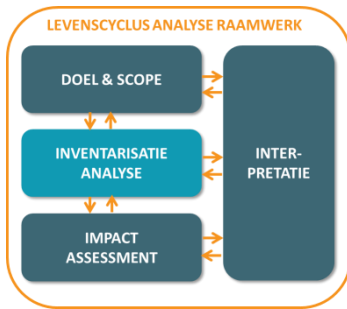 LEVENSCYCLUS ANALYSE RAAMWERK
DOEL & SCOPE
INVENTARISATIE
ANALYSE
IMPACT
ASSESSMENT
INTER-
PRETATIE